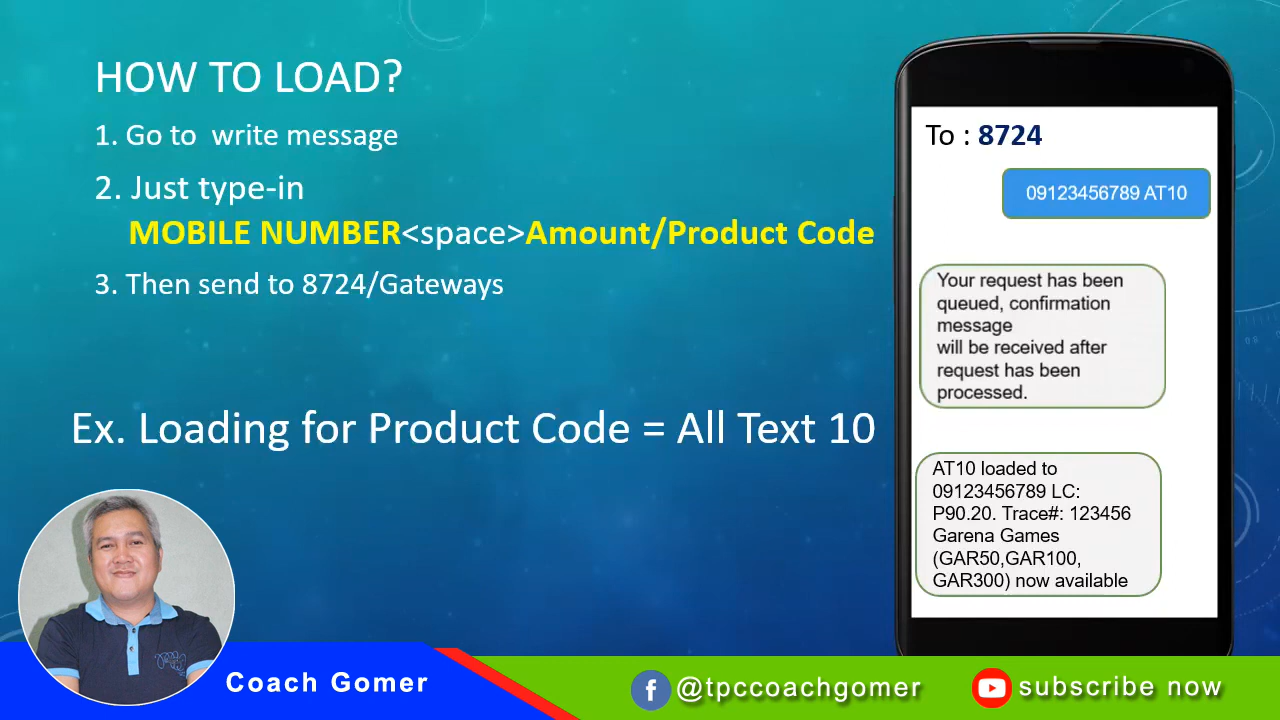 HOW TO LOAD?
1. Go to write message
2. Just type-in
MOBILE NUMBER<space>Amount/Product Code
3. Then send to 8724/Gateways
Ex. Loading for Product Code = All Text 10
To : 8724
09123456789 AT10
Your request has been
queued, confirmation
message
will be received after
request has been
processed.
AT10 loaded to
09123456789 LC:
P90.20. Trace#: 123456
Garena Games
(GAR50,GAR100,
GAR300) now available
Coach Gomer
@tpccoachgomer
subscribe now